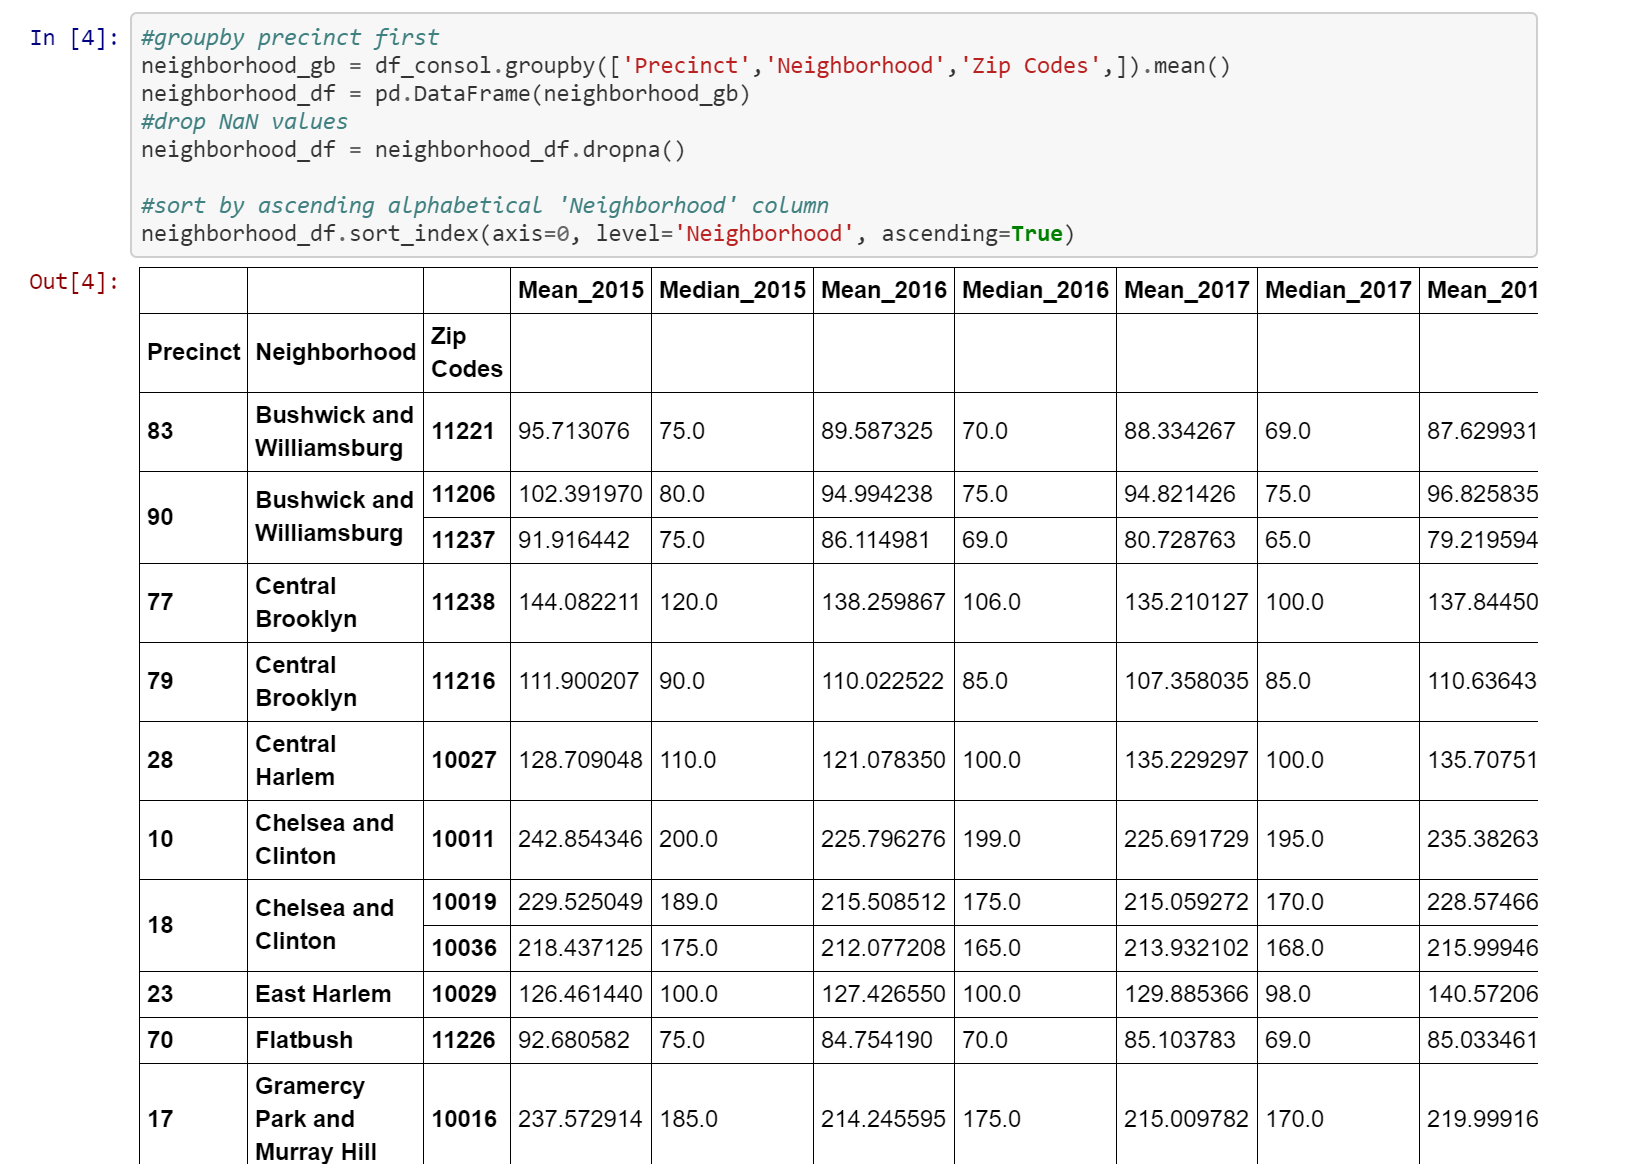 In [4]:
#groupby precinct first
neighborhood_gb = df_consol.groupby(['Precinct','Neighborhood','Zip Codes',]).mean()
neighborhood_df = pd.DataFrame(neighborhood_gb)
#drop NaN values
neighborhood_df = neighborhood_df.dropna()
#sort by ascending alphabetical 'Neighborhood' column
neighborhood_df.sort_index(axis=0, level='Neighborhood', ascending=True)
Out[4]:
Mean_2015 Median_2015 Mean_2016 Median_2016 Mean_2017 Median_2017 Mean_201
Precinct Neighborhood Zip
Codes
83 Bushwick and
Williamsburg 11221 95.713076 75.0 89.587325 70.0 88.334267 69.0 87.629931
90 Bushwick and
Williamsburg 11206 102.391970 80.0 94.994238 75.0 94.821426 75.0 96.825835
11237 91.916442 75.0 86.114981 69.0 80.728763 65.0 79.219594
77 Central
Brooklyn 11238 144.082211 120.0 138.259867 106.0 135.210127 100.0 137.84450
79 Central
Brooklyn 11216 111.900207 90.0 110.022522 85.0 107.358035 85.0 110.63643
28 Central
Harlem 10027 128.709048 110.0 121.078350 100.0 135.229297 100.0 135.70751
10 Chelsea and
Clinton 10011 242.854346 200.0 225.796276 199.0 225.691729 195.0 235.38263
18 Chelsea and
Clinton 10019 229.525049 189.0 215.508512 175.0 215.059272 170.0 228.57466
10036 218.437125 175.0 212.077208 165.0 213.932102 168.0 215.99946
23 East Harlem 10029 126.461440 100.0 127.426550 100.0 129.885366 98.0 140.57206
70 Flatbush 11226 92.680582 75.0 84.754190 70.0 85.103783 69.0 85.033461
17 Gramercy
Park and
Murray Hill 10016 237.572914 185.0 214.245595 175.0 215.009782 170.0 219.99916